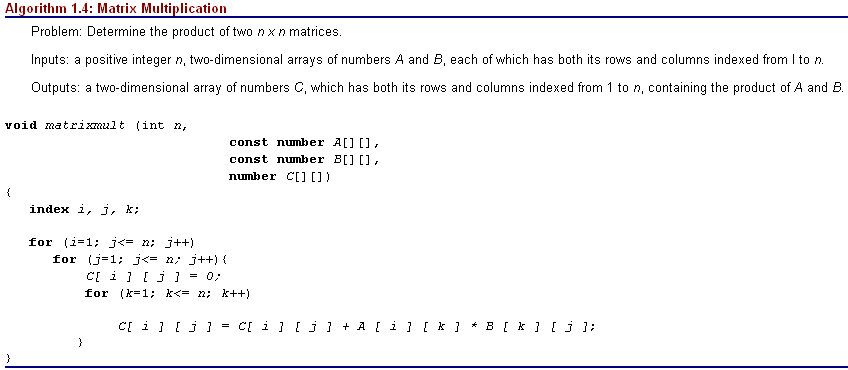 Algorithm 1.4: Matrix Multiplication
Problem: Determine the product of two n x n matrices.
Inputs: a positive integer n, two-dimensional arrays of numbers A and B, each of which has both its rows and columns indexed from l to n.
Outputs: a two-dimensional array of numbers C, which has both its rows and columns indexed from 1 to n, containing the product of A and B.
void matrixmult (int n,
const number A[][],
const number B[][],
number C[][])
{
index i, j, k;
for (i=1; j<= n; j++)
for (j=1; j<= n; j++){
C[ i ] [ j ] = 0;
for (k=1; k<= n; k++)
C[ i ] [ j ] = C[ i ] [ j ] + A [ i ] [ k ] * B [ k ] [ j ];
}
}